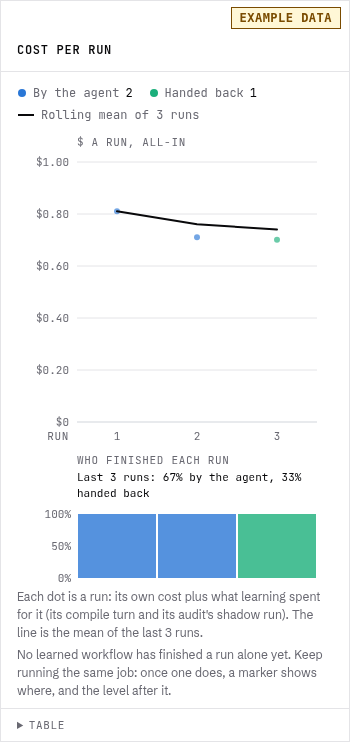 EXAMPLE DATA
COST PER RUN
By the agent 2 Handed back 1
Rolling mean of 3 runs
$ A RUN, ALL-IN
$1.00
$0.80
$0.60
$0.40
$0.20
$0
RUN 1 2 3
WHO FINISHED EACH RUN
Last 3 runs: 67% by the agent, 33%
handed back
100%
50%
0%
Each dot is a run: its own cost plus what learning spent
for it (its compile turn and its audit's shadow run). The
line is the mean of the last 3 runs.
No learned workflow has finished a run alone yet. Keep
running the same job: once one does, a marker shows
where, and the level after it.
TABLE